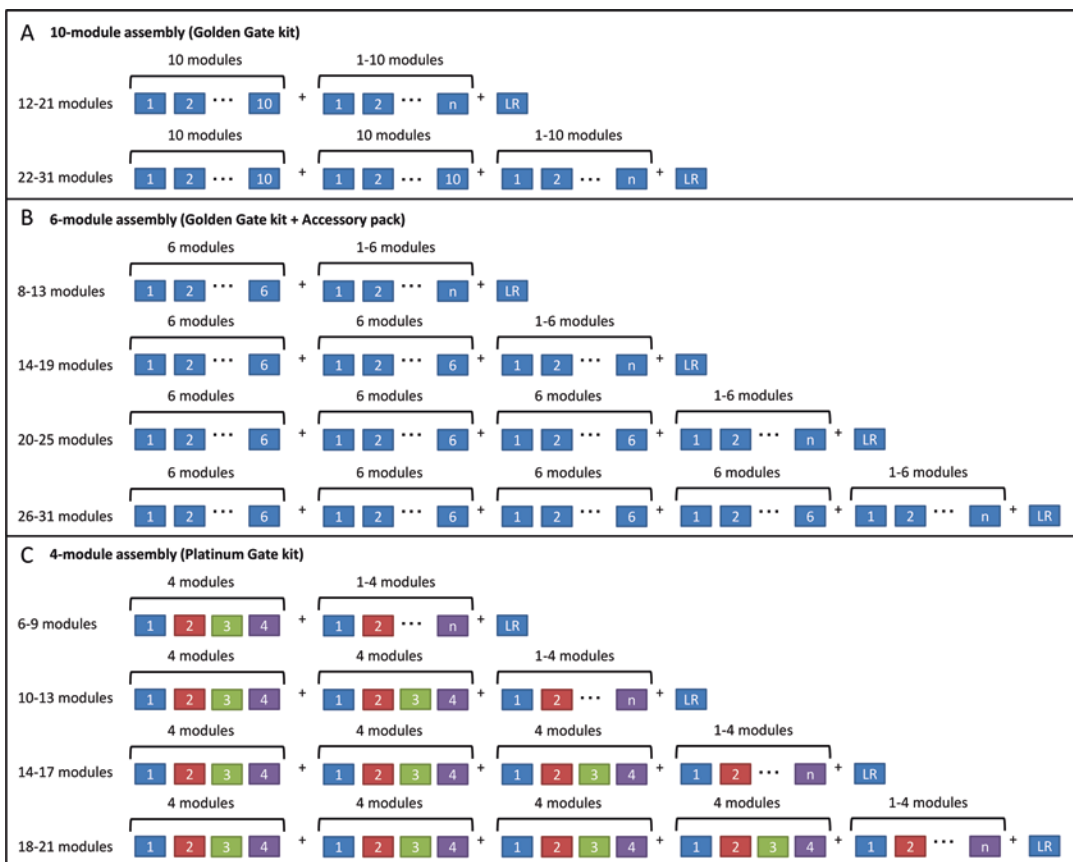 A 10-module assembly (Golden Gate kit)
10 modules 1-10 modules
12-21 modules 1 2 ··· 10 + 1 2 ··· n + LR
10 modules 10 modules 1-10 modules
22-31 modules 1 2 ··· 10 + 1 2 ··· 10 + 1 2 ··· n + LR
B 6-module assembly (Golden Gate kit + Accessory pack)
6 modules 1-6 modules
8-13 modules 1 2 ··· 6 + 1 2 ··· n + LR
6 modules 6 modules 1-6 modules
14-19 modules 1 2 ··· 6 + 1 2 ··· 6 + 1 2 ··· n + LR
6 modules 6 modules 6 modules 1-6 modules
20-25 modules 1 2 ··· 6 + 1 2 ··· 6 + 1 2 ··· 6 + 1 2 ··· n + LR
6 modules 6 modules 6 modules 6 modules 1-6 modules
26-31 modules 1 2 ··· 6 + 1 2 ··· 6 + 1 2 ··· 6 + 1 2 ··· 6 + 1 2 ··· n + LR
C 4-module assembly (Platinum Gate kit)
4 modules 1-4 modules
6-9 modules 1 2 3 4 + 1 2 ··· n + LR
4 modules 4 modules 1-4 modules
10-13 modules 1 2 3 4 + 1 2 3 4 + 1 2 ··· n + LR
4 modules 4 modules 4 modules 1-4 modules
14-17 modules 1 2 3 4 + 1 2 3 4 + 1 2 3 4 + 1 2 ··· n + LR
4 modules 4 modules 4 modules 4 modules 1-4 modules
18-21 modules 1 2 3 4 + 1 2 3 4 + 1 2 3 4 + 1 2 3 4 + 1 2 ··· n + LR